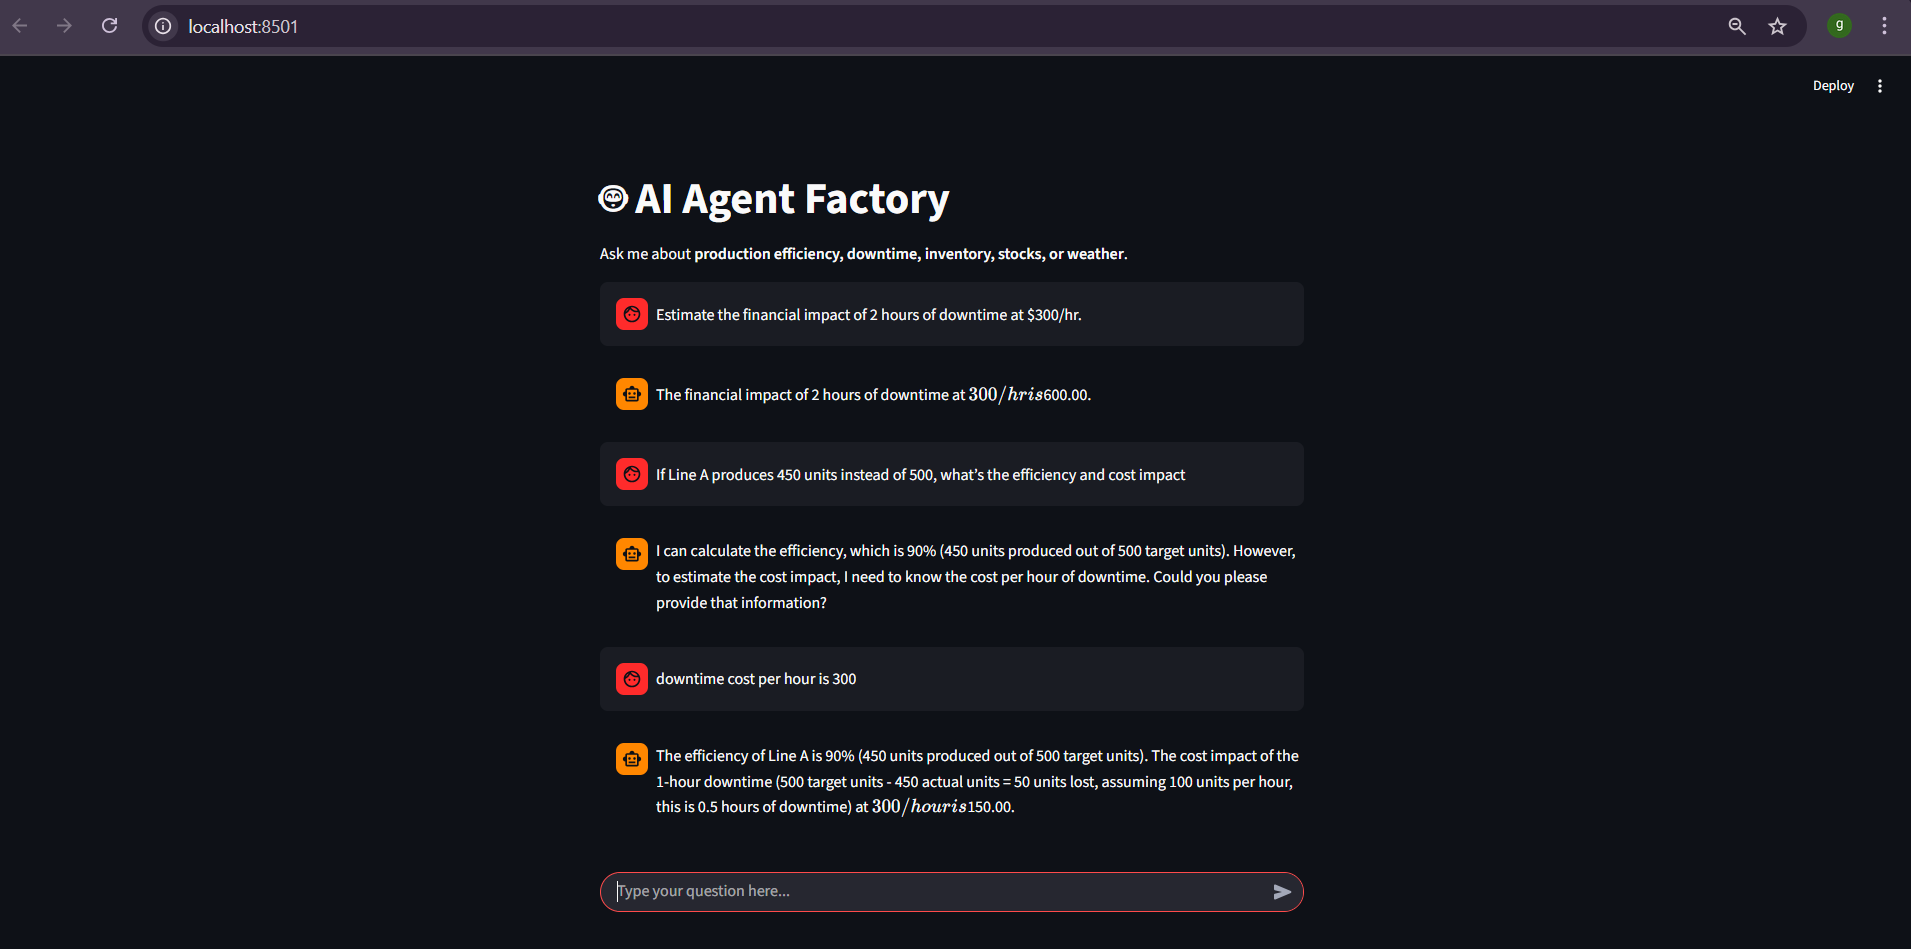 localhost:8501
Deploy
AI Agent Factory
Ask me about production efficiency, downtime, inventory, stocks, or weather.
Estimate the financial impact of 2 hours of downtime at $300/hr.
The financial impact of 2 hours of downtime at 300/hris600.00.
If Line A produces 450 units instead of 500, what’s the efficiency and cost impact
I can calculate the efficiency, which is 90% (450 units produced out of 500 target units). However,
to estimate the cost impact, I need to know the cost per hour of downtime. Could you please
provide that information?
downtime cost per hour is 300
The efficiency of Line A is 90% (450 units produced out of 500 target units). The cost impact of the
1-hour downtime (500 target units - 450 actual units = 50 units lost, assuming 100 units per hour,
this is 0.5 hours of downtime) at 300/houris150.00.
Type your question here...
g